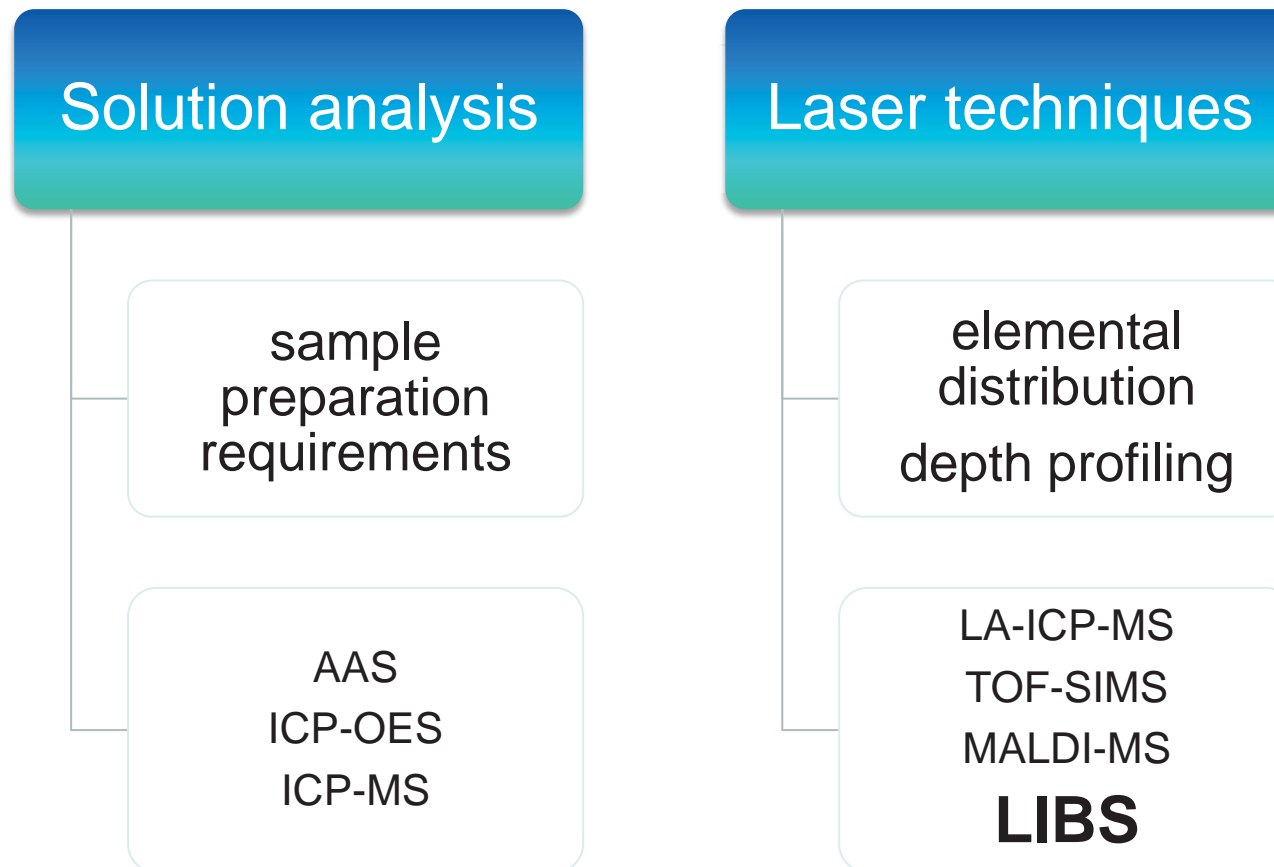 Solution analysis
sample
preparation
requirements
AAS
ICP-OES
ICP-MS
Laser techniques
elemental
distribution
depth profiling
LA-ICP-MS
TOF-SIMS
MALDI-MS
LIBS